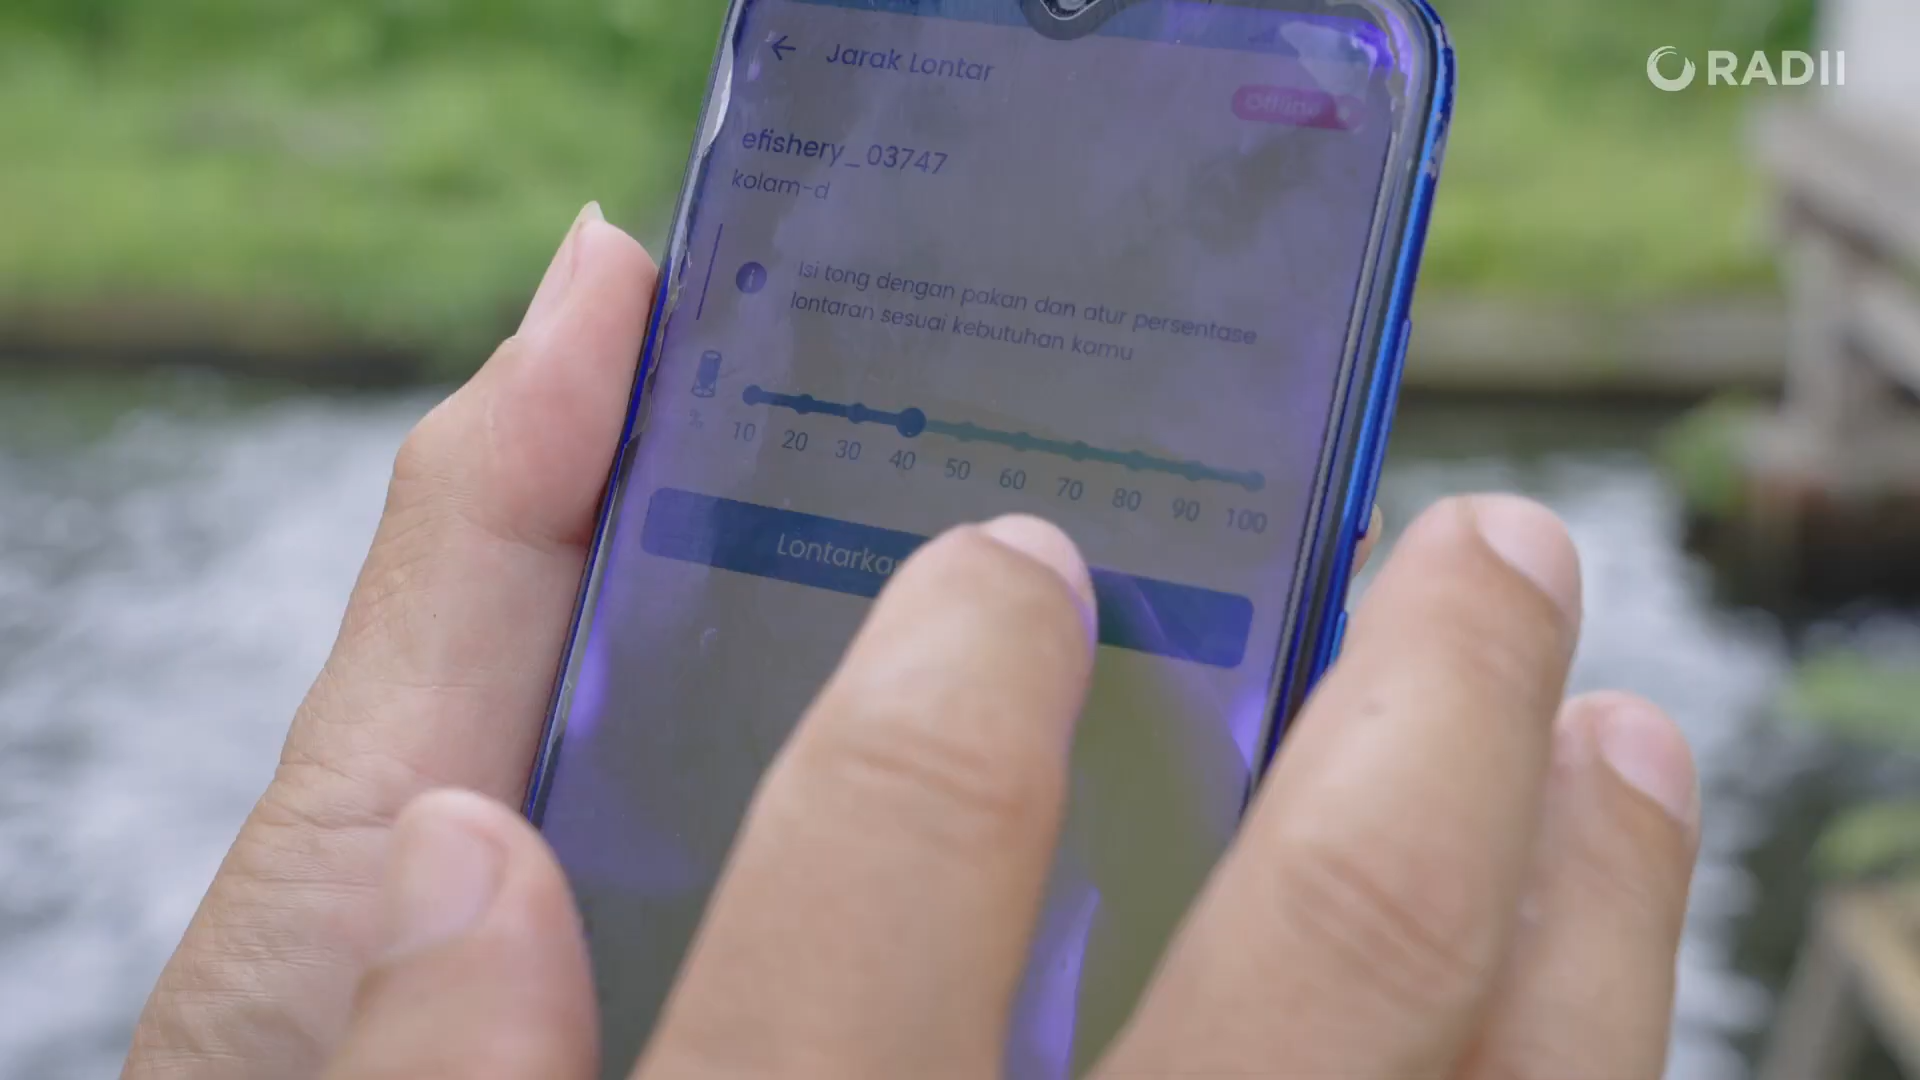 RADII
Jarak Lontar
Offline
efishery_03747
kolam-d
Isi tong dengan pakan dan atur persentase
lontaran sesuai kebutuhan kamu
%
10 20 30 40 50 60 70 80 90 100